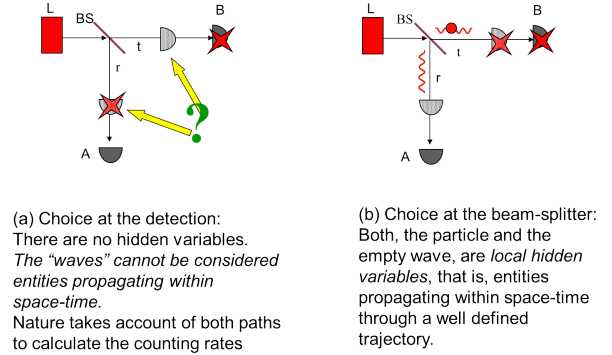 L
BS
t
B
r
?
A
L
BS
t
B
r
A
(a) Choice at the detection:
There are no hidden variables.
The “waves” cannot be considered
entities propagating within
space-time.
Nature takes account of both paths
to calculate the counting rates
(b) Choice at the beam-splitter:
Both, the particle and the
empty wave, are local hidden
variables, that is, entities
propagating within space-time
through a well defined
trajectory.